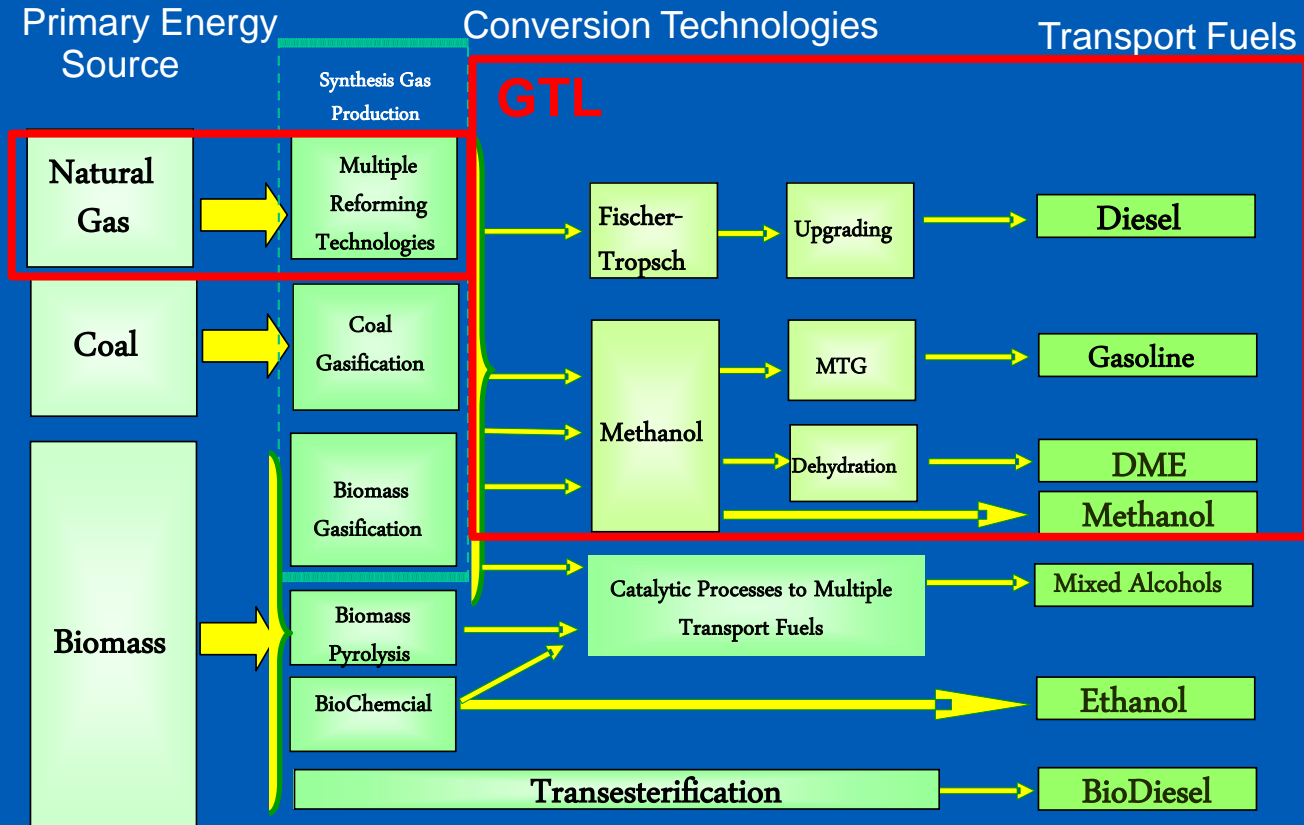 Primary Energy
Source
Conversion Technologies
Transport Fuels
Synthesis Gas
Production
GTL
Natural
Gas
Multiple
Reforming
Technologies
Fischer-
Tropsch
Upgrading
Diesel
Coal
Coal
Gasification
Methanol
MTG
Gasoline
Dehydration
DME
Methanol
Biomass
Biomass
Gasification
Biomass
Pyrolysis
BioChemcial
Catalytic Processes to Multiple
Transport Fuels
Mixed Alcohols
Ethanol
Transesterification
BioDiesel